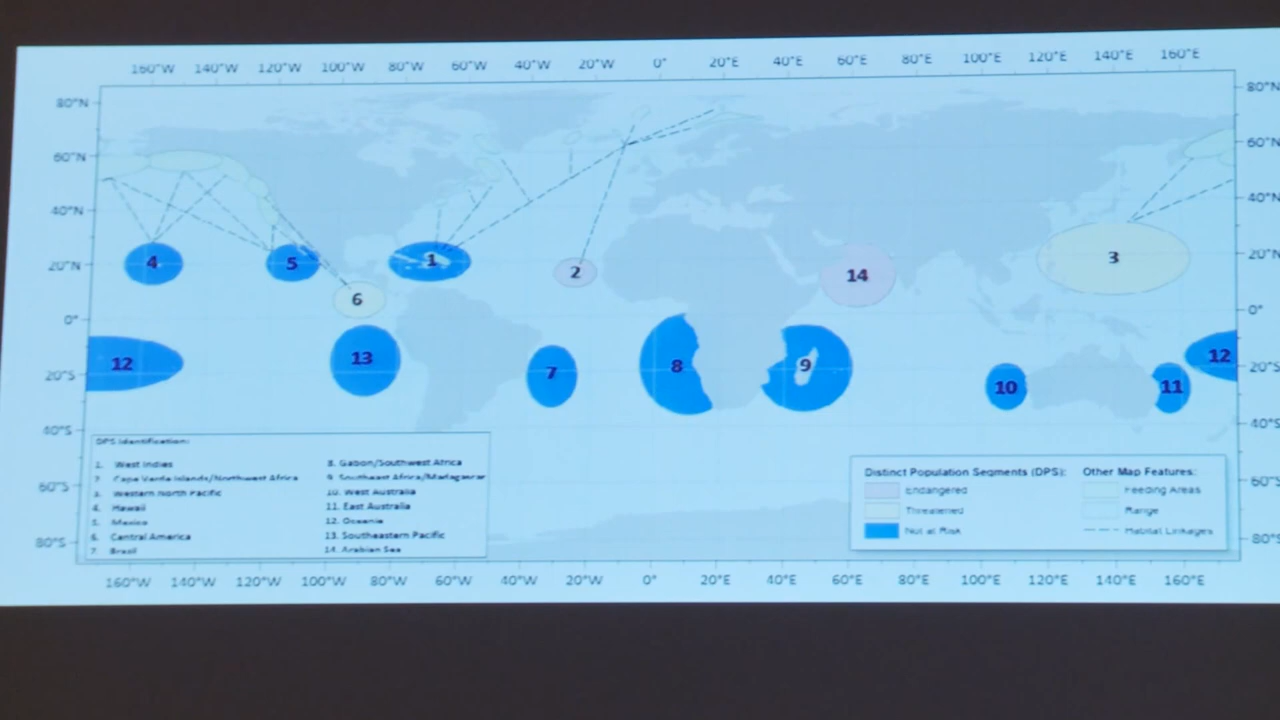 160°W 140°W 120°W 100°W 80°W 60°W 40°W 20°W 0° 20°E 40°E 60°E 80°E 100°E 120°E 140°E 160°E
80°N 80°N
60°N 60°N
40°N 40°N
20°N 4 5 1 2 14 3 20°N
6
0° 0°
12 13 7 8 9 10 11 12
20°S 20°S
40°S 40°S
60°S 60°S
80°S 80°S
DPS Identification:
1. West Indies
2. Cape Verde Islands/Northwest Africa
3. Western North Pacific
4. Hawaii
5. Mexico
6. Central America
7. Brazil
8. Gabon/Southwest Africa
9. Southeast Africa/Madagascar
10. West Australia
11. East Australia
12. Oceania
13. Southeastern Pacific
14. Arabian Sea
Distinct Population Segments (DPS):
Endangered
Threatened
Not at Risk
Other Map Features:
Feeding Areas
Range
Habitat Linkages
160°W 140°W 120°W 100°W 80°W 60°W 40°W 20°W 0° 20°E 40°E 60°E 80°E 100°E 120°E 140°E 160°E